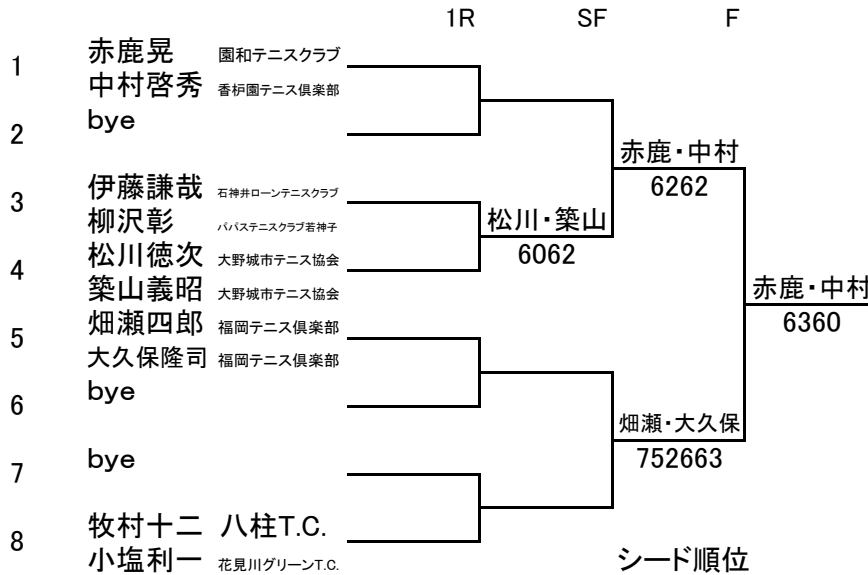 1R SF F
1 赤鹿晃 園和テニスクラブ
中村啓秀 香枦園テニス倶楽部
2 bye
赤鹿・中村
6262
3 伊藤謙哉 石神井ローンテニスクラブ
柳沢彰 パパステニスクラブ若神子
松川・築山
6062
4 松川徳次 大野城市テニス協会
築山義昭 大野城市テニス協会
赤鹿・中村
6360
5 畑瀬四郎 福岡テニス倶楽部
大久保隆司 福岡テニス倶楽部
6 bye
畑瀬・大久保
752663
7 bye
8 牧村十二 八柱T.C.
小塩利一 花見川グリーンT.C.
シード順位